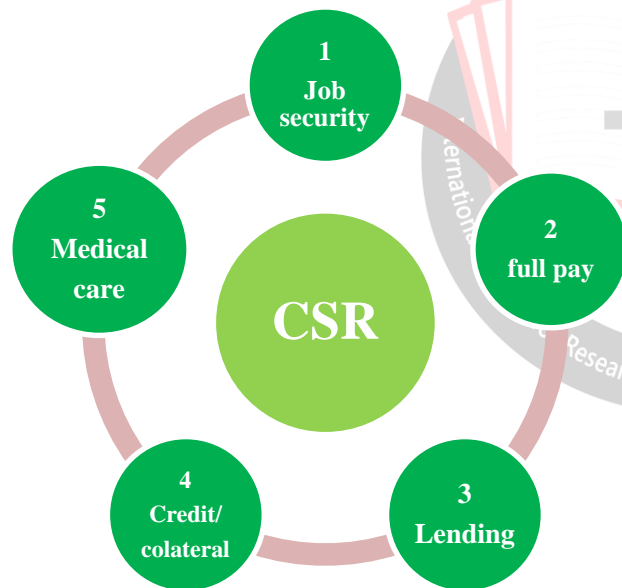 1
Job
security
2
full pay
3
Lending
4
Credit/
colateral
5
Medical
care
CSR